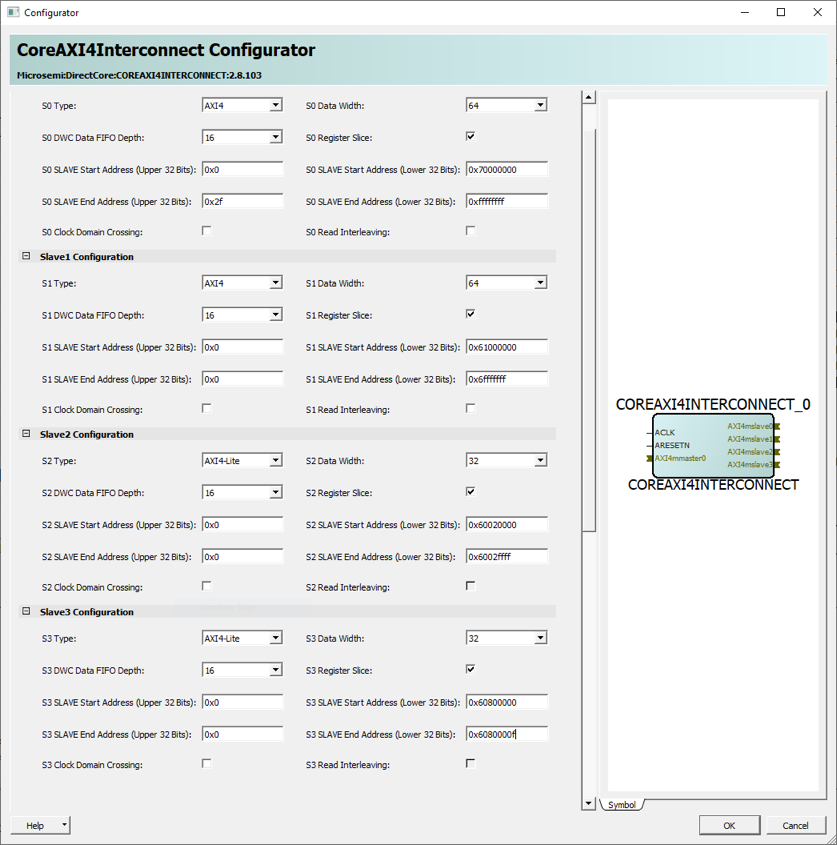 Configurator
CoreAXI4Interconnect Configurator
Microsemi:DirectCore:COREAXI4INTERCONNECT:2.8.103
S0 Type: AXI4 S0 Data Width: 64
S0 DWC Data FIFO Depth: 16 S0 Register Slice:
S0 SLAVE Start Address (Upper 32 Bits): 0x0 S0 SLAVE Start Address (Lower 32 Bits): 0x70000000
S0 SLAVE End Address (Upper 32 Bits): 0x2f S0 SLAVE End Address (Lower 32 Bits): 0xffffffff
S0 Clock Domain Crossing: S0 Read Interleaving:
Slave1 Configuration
S1 Type: AXI4 S1 Data Width: 64
S1 DWC Data FIFO Depth: 16 S1 Register Slice:
S1 SLAVE Start Address (Upper 32 Bits): 0x0 S1 SLAVE Start Address (Lower 32 Bits): 0x61000000
S1 SLAVE End Address (Upper 32 Bits): 0x0 S1 SLAVE End Address (Lower 32 Bits): 0x6fffffff
S1 Clock Domain Crossing: S1 Read Interleaving:
Slave2 Configuration
S2 Type: AXI4-Lite S2 Data Width: 32
S2 DWC Data FIFO Depth: 16 S2 Register Slice:
S2 SLAVE Start Address (Upper 32 Bits): 0x0 S2 SLAVE Start Address (Lower 32 Bits): 0x60020000
S2 SLAVE End Address (Upper 32 Bits): 0x0 S2 SLAVE End Address (Lower 32 Bits): 0x6002ffff
S2 Clock Domain Crossing: S2 Read Interleaving:
Slave3 Configuration
S3 Type: AXI4-Lite S3 Data Width: 32
S3 DWC Data FIFO Depth: 16 S3 Register Slice:
S3 SLAVE Start Address (Upper 32 Bits): 0x0 S3 SLAVE Start Address (Lower 32 Bits): 0x60800000
S3 SLAVE End Address (Upper 32 Bits): 0x0 S3 SLAVE End Address (Lower 32 Bits): 0x6080000f
S3 Clock Domain Crossing: S3 Read Interleaving:
COREAXI4INTERCONNECT_0
AXI4mslave0
ACLK
AXI4mslave1
ARESETN
AXI4mslave2
AXI4mmaster0
AXI4mslave3
COREAXI4INTERCONNECT
Symbol
Help OK Cancel